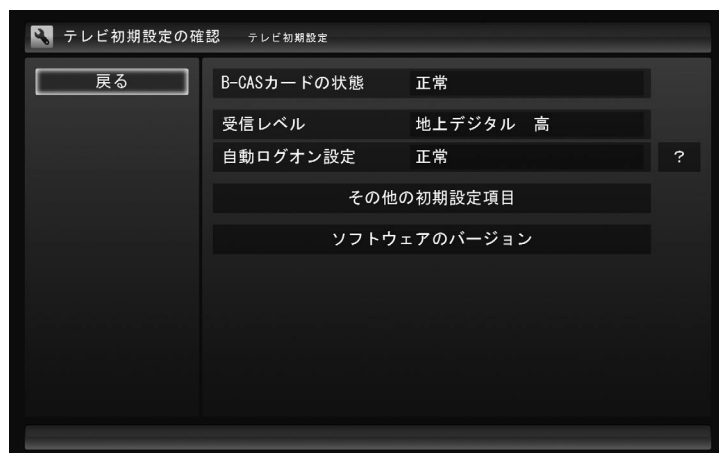 テレビ初期設定の確認 テレビ初期設定
戻る
B-CASカードの状態 正常
受信レベル 地上デジタル 高
自動ログオン設定 正常 ?
その他の初期設定項目
ソフトウェアのバージョン